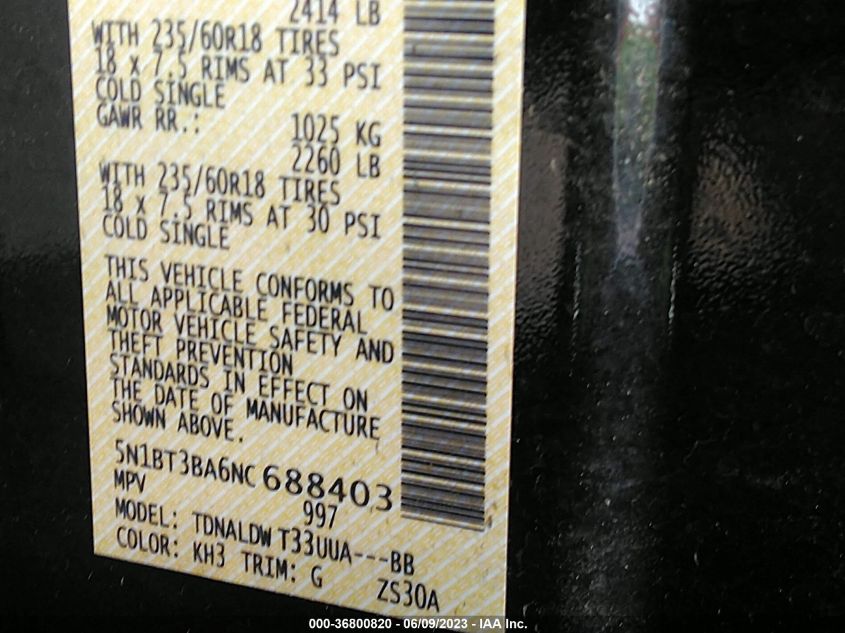 2414 LB
WITH 235/60R18 TIRES
18 X 7.5 RIMS AT 33 PSI
COLD SINGLE
GAWR RR.: 1025 KG
2260 LB
WITH 235/60R18 TIRES
18 X 7.5 RIMS AT 30 PSI
COLD SINGLE
THIS VEHICLE CONFORMS TO
ALL APPLICABLE FEDERAL
MOTOR VEHICLE SAFETY AND
THEFT PREVENTION
STANDARDS IN EFFECT ON
THE DATE OF MANUFACTURE
SHOWN ABOVE.
5N1BT3BA6NC688403
MPV 997
MODEL: TDNALDW T33UUA---BB
COLOR: KH3 TRIM: G ZS30A
000-36800820 - 06/09/2023 - IAA Inc.